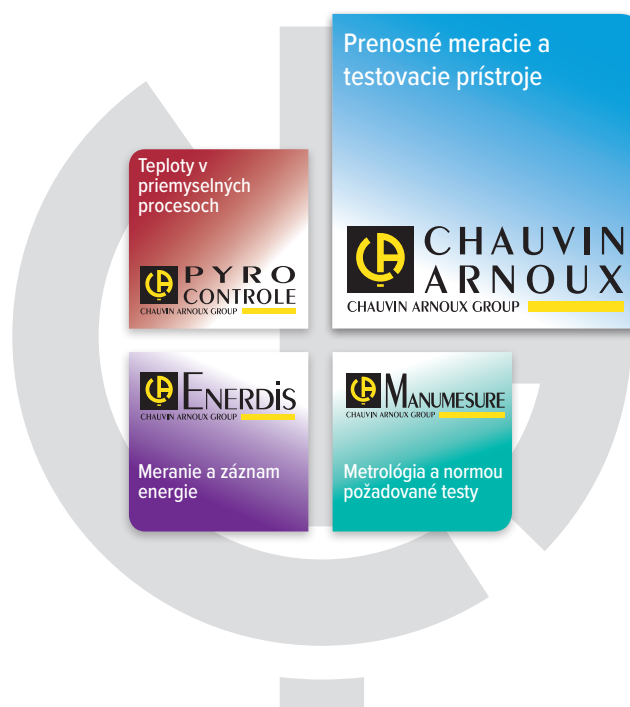 Prenosné meracie a
testovacie prístroje
CHAUVIN
ARNOUX
CHAUVIN ARNOUX GROUP
Teploty v
priemyselných
procesoch
PYRO
CONTROLE
CHAUVIN ARNOUX GROUP
ENERDIS
CHAUVIN ARNOUX GROUP
Meranie a záznam
energie
MANUMESURE
CHAUVIN ARNOUX GROUP
Metrológia a normou
požadované testy